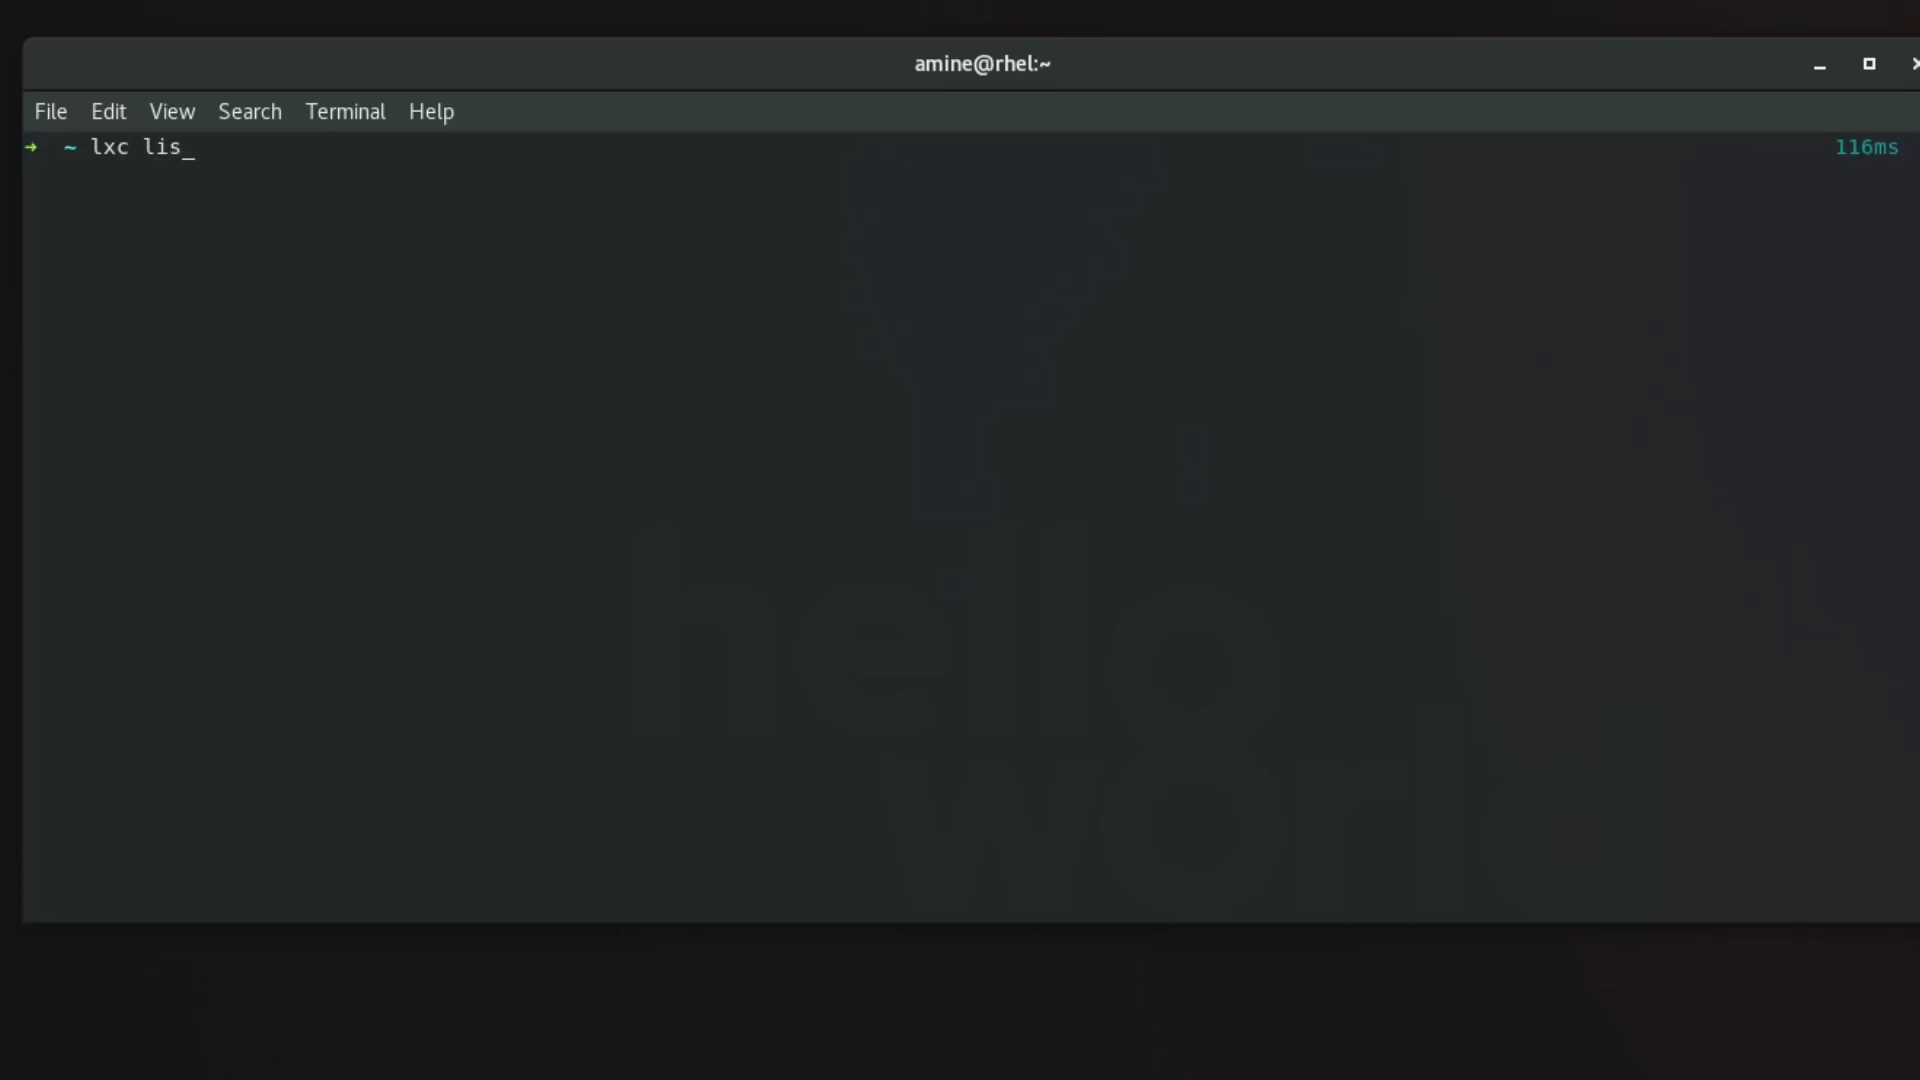 amine@rhel:~
File Edit View Search Terminal Help
➜ ~ lxc lis_ 116ms
hello
world